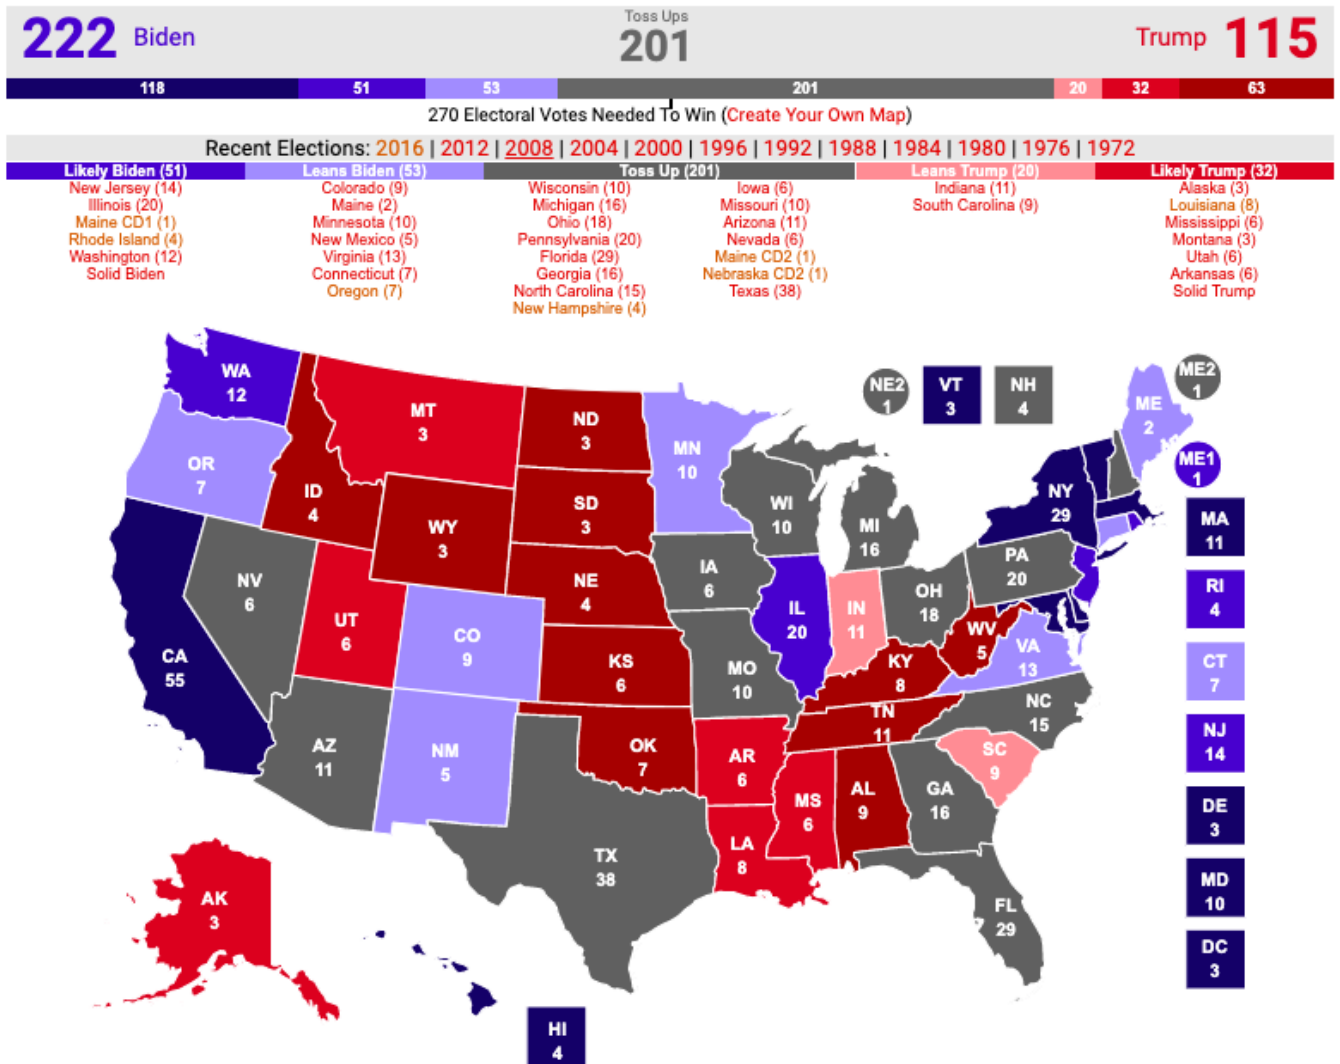 222 Biden
Toss Ups
201
Trump 115
118 51 53 201 20 32 63
270 Electoral Votes Needed To Win (Create Your Own Map)
Recent Elections: 2016 | 2012 | 2008 | 2004 | 2000 | 1996 | 1992 | 1988 | 1984 | 1980 | 1976 | 1972
Likely Biden (51)
New Jersey (14)
Illinois (20)
Maine CD1 (1)
Rhode Island (4)
Washington (12)
Solid Biden
Leans Biden (53)
Colorado (9)
Maine (2)
Minnesota (10)
New Mexico (5)
Virginia (13)
Connecticut (7)
Oregon (7)
Toss Up (201)
Wisconsin (10)
Michigan (16)
Ohio (18)
Pennsylvania (20)
Florida (29)
Georgia (16)
North Carolina (15)
New Hampshire (4)
Iowa (6)
Missouri (10)
Arizona (11)
Nevada (6)
Maine CD2 (1)
Nebraska CD2 (1)
Texas (38)
Leans Trump (20)
Indiana (11)
South Carolina (9)
Likely Trump (32)
Alaska (3)
Louisiana (8)
Mississippi (6)
Montana (3)
Utah (6)
Arkansas (6)
Solid Trump
WA
12
OR
7
CA
55
NV
6
ID
4
MT
3
WY
3
UT
6
CO
9
AZ
11
NM
5
ND
3
SD
3
NE
4
KS
6
OK
7
TX
38
MN
10
IA
6
MO
10
AR
6
LA
8
WI
10
IL
20
MS
6
MI
16
IN
11
KY
8
TN
11
AL
9
OH
18
WV
5
GA
16
FL
29
SC
9
NC
15
VA
13
PA
20
NY
29
NE2
1
VT
3
NH
4
ME
2
ME2
1
ME1
1
MA
11
RI
4
CT
7
NJ
14
DE
3
MD
10
DC
3
AK
3
HI
4